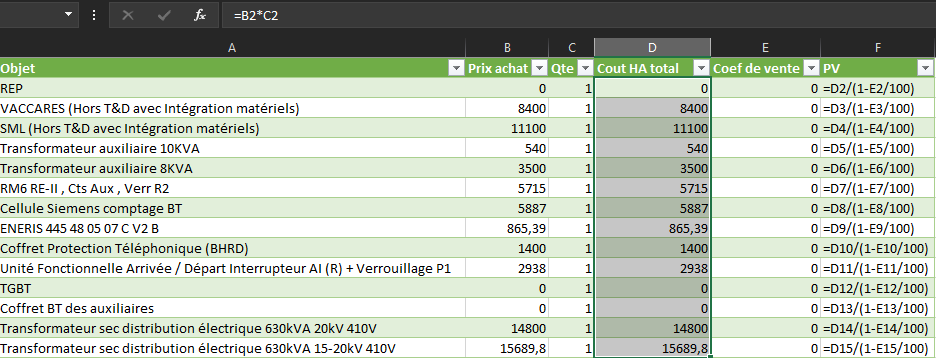 fx =B2*C2
A B C D E F
Objet Prix achat Qte Cout HA total Coef de vente PV
REP 0 1 0 0 =D2/(1-E2/100)
VACCARES (Hors T&D avec Intégration matériels) 8400 1 8400 0 =D3/(1-E3/100)
SML (Hors T&D avec Intégration matériels) 11100 1 11100 0 =D4/(1-E4/100)
Transformateur auxiliaire 10KVA 540 1 540 0 =D5/(1-E5/100)
Transformateur auxiliaire 8KVA 3500 1 3500 0 =D6/(1-E6/100)
RM6 RE-II , Cts Aux , Verr R2 5715 1 5715 0 =D7/(1-E7/100)
Cellule Siemens comptage BT 5887 1 5887 0 =D8/(1-E8/100)
ENERIS 445 48 05 07 C V2 B 865,39 1 865,39 0 =D9/(1-E9/100)
Coffret Protection Téléphonique (BHRD) 1400 1 1400 0 =D10/(1-E10/100)
Unité Fonctionnelle Arrivée / Départ Interrupteur AI (R) + Verrouillage P1 2938 1 2938 0 =D11/(1-E11/100)
TGBT 0 1 0 0 =D12/(1-E12/100)
Coffret BT des auxiliaires 0 1 0 0 =D13/(1-E13/100)
Transformateur sec distribution électrique 630kVA 20kV 410V 14800 1 14800 0 =D14/(1-E14/100)
Transformateur sec distribution électrique 630kVA 15-20kV 410V 15689,8 1 15689,8 0 =D15/(1-E15/100)